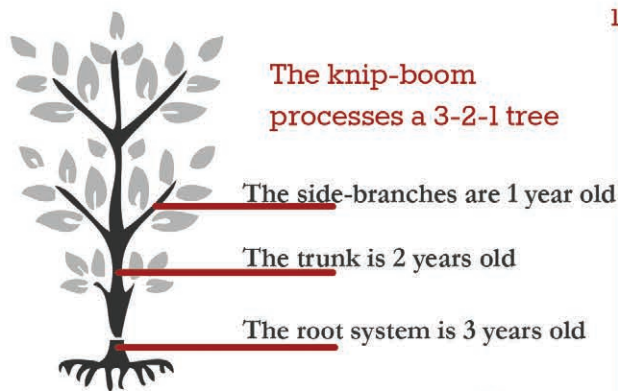 The knip-boom
processes a 3-2-1 tree
The side-branches are 1 year old
The trunk is 2 years old
The root system is 3 years old